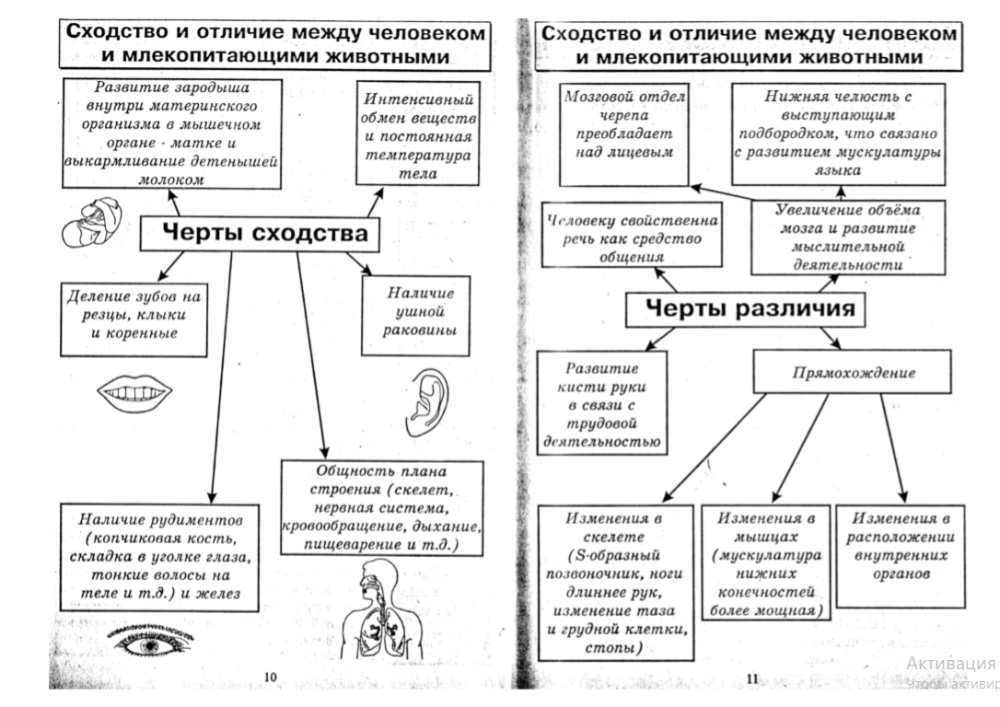 Сходство и отличие между человеком
и млекопитающими животными
Развитие зародыша
внутри материнского
организма в мышечном
органе - матке и
выкармливание детенышей
молоком
Интенсивный
обмен веществ
и постоянная
температура
тела
Черты сходства
Деление зубов на
резцы, клыки
и коренные
Наличие
ушной
раковины
Общность плана
строения (скелет,
нервная система,
кровообращение, дыхание,
пищеварение и т.д.)
Наличие рудиментов
(копчиковая кость,
складка в уголке глаза,
тонкие волосы на
теле и т.д.) и желез
10
Сходство и отличие между человеком
и млекопитающими животными
Мозговой отдел
черепа
преобладает
над лицевым
Нижняя челюсть с
выступающим
подбородком, что связано
с развитием мускулатуры
языка
Человеку свойственна
речь как средство
общения
Увеличение объёма
мозга и развитие
мыслительной
деятельности
Черты различия
Развитие
кисти руки
в связи с
трудовой
деятельностью
Прямохождение
Изменения в
скелете
(S-образный
позвоночник, ноги
длиннее рук,
изменение таза
и грудной клетки,
стопы)
Изменения в
мышцах
(мускулатура
нижних
конечностей
более мощная)
Изменения в
расположении
внутренних
органов
11
Активация
Чтобы активир